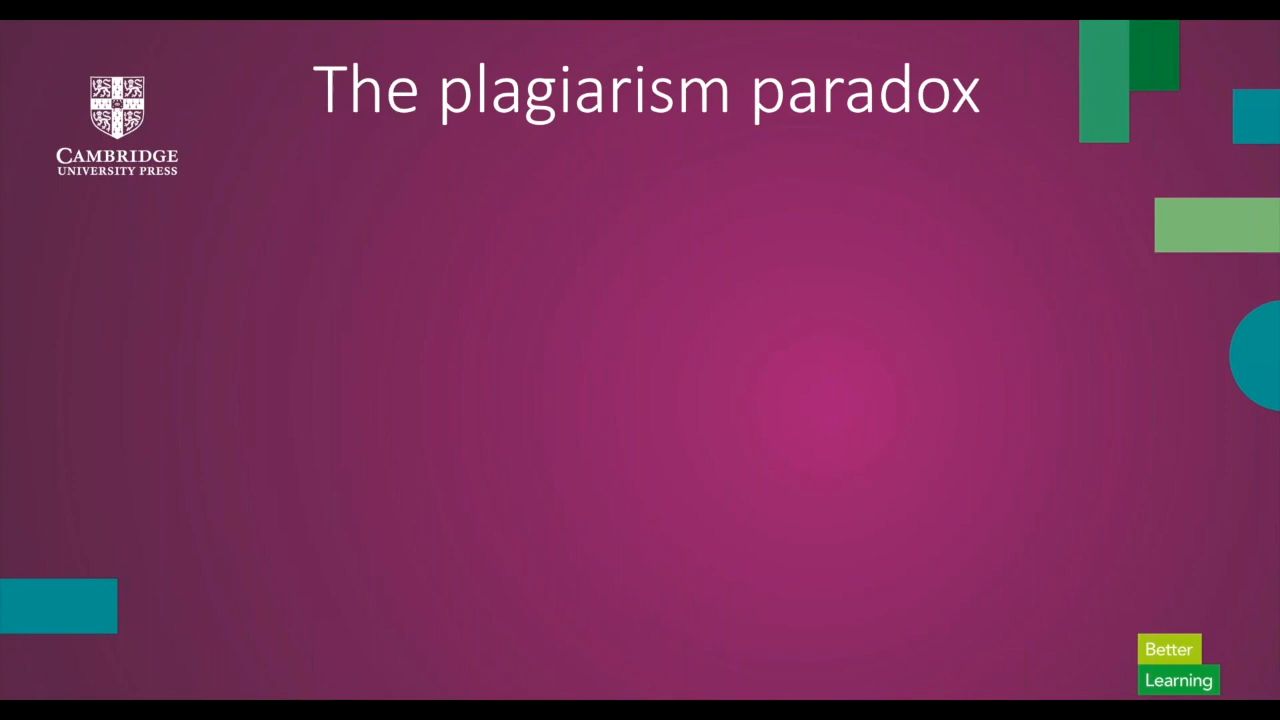 The plagiarism paradox
CAMBRIDGE
UNIVERSITY PRESS
Better
Learning